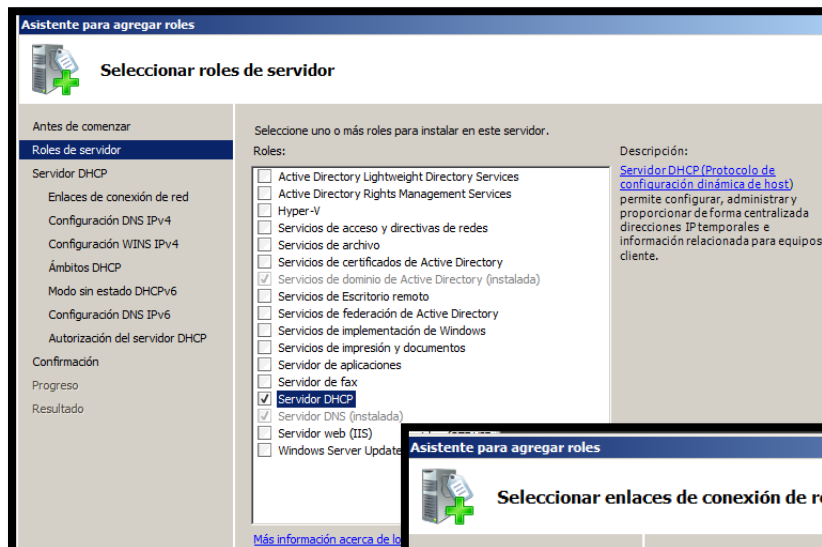 Asistente para agregar roles
Seleccionar roles de servidor
Antes de comenzar
Roles de servidor
Servidor DHCP
Enlaces de conexión de red
Configuración DNS IPv4
Configuración WINS IPv4
Ámbitos DHCP
Modo sin estado DHCPv6
Configuración DNS IPv6
Autorización del servidor DHCP
Confirmación
Progreso
Resultado
Seleccione uno o más roles para instalar en este servidor.
Roles:
Active Directory Lightweight Directory Services
Active Directory Rights Management Services
Hyper-V
Servicios de acceso y directivas de redes
Servicios de archivo
Servicios de certificados de Active Directory
Servicios de dominio de Active Directory (instalada)
Servicios de Escritorio remoto
Servicios de federación de Active Directory
Servicios de implementación de Windows
Servicios de impresión y documentos
Servidor de aplicaciones
Servidor de fax
Servidor DHCP
Servidor DNS (instalada)
Servidor web (IIS)
Windows Server Update
Más información acerca de lo
Descripción:
Servidor DHCP (Protocolo de
configuración dinámica de host)
permite configurar, administrar y
proporcionar de forma centralizada
direcciones IP temporales e
información relacionada para equipos
cliente.
Asistente para agregar roles
Seleccionar enlaces de conexión de